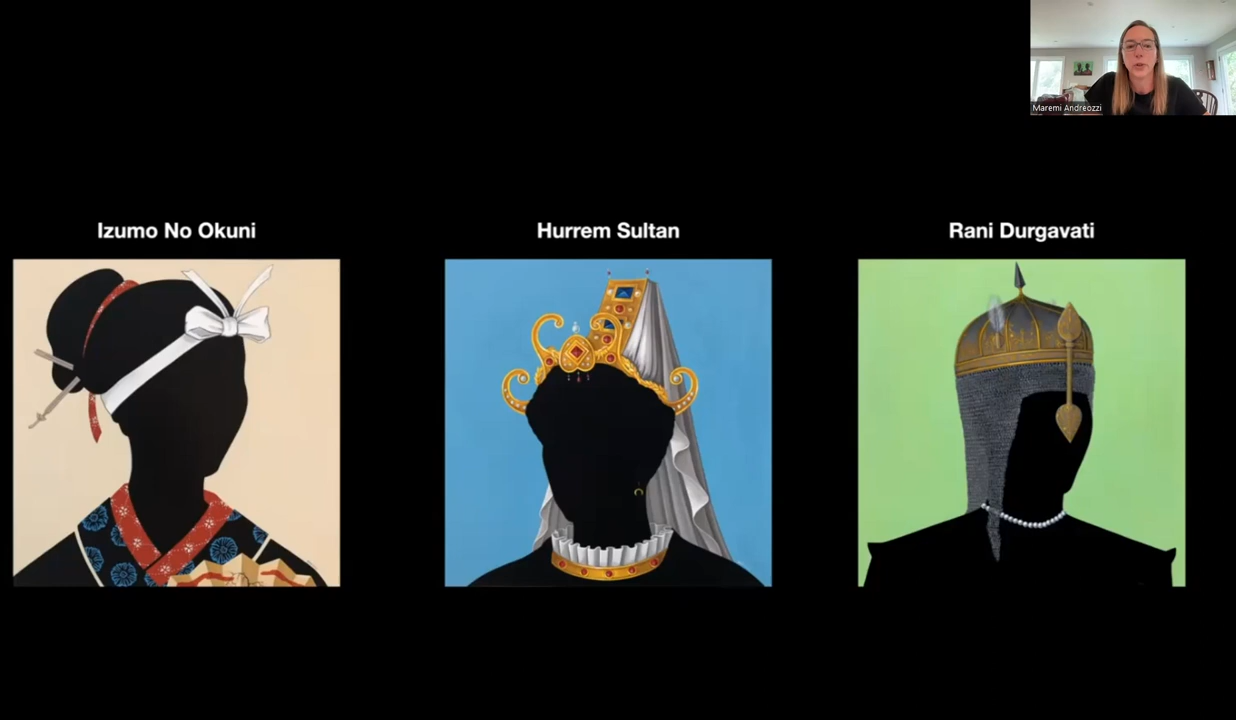 Maremi Andreozzi
Izumo No Okuni
Hurrem Sultan
Rani Durgavati